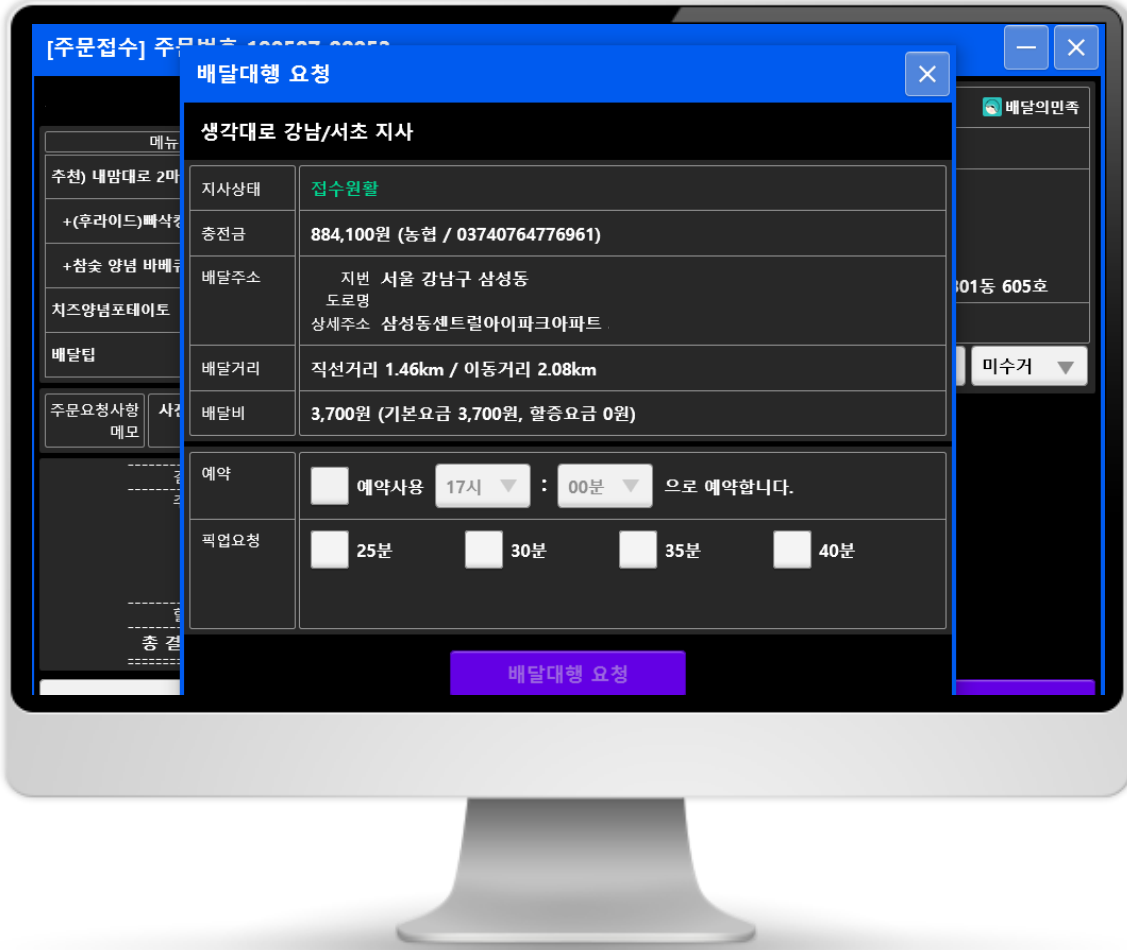 [주문접수]
배달대행 요청
배달의민족
생각대로 강남/서초 지사
메뉴
추천) 내맘대로 2마
+(후라이드)빠삭킹
+참숯 양념 바베큐
치즈양념포테이토
배달팁
301동 605호
미수거
지사상태 접수원활
충전금 884,100원 (농협 / 03740764776961)
배달주소 지번 서울 강남구 삼성동
도로명
상세주소 삼성동센트럴아이파크아파트
배달거리 직선거리 1.46km / 이동거리 2.08km
배달비 3,700원 (기본요금 3,700원, 할증요금 0원)
주문요청사항
메모
예약 예약사용 17시 : 00분 으로 예약합니다.
픽업요청 25분 30분 35분 40분
총 결
배달대행 요청